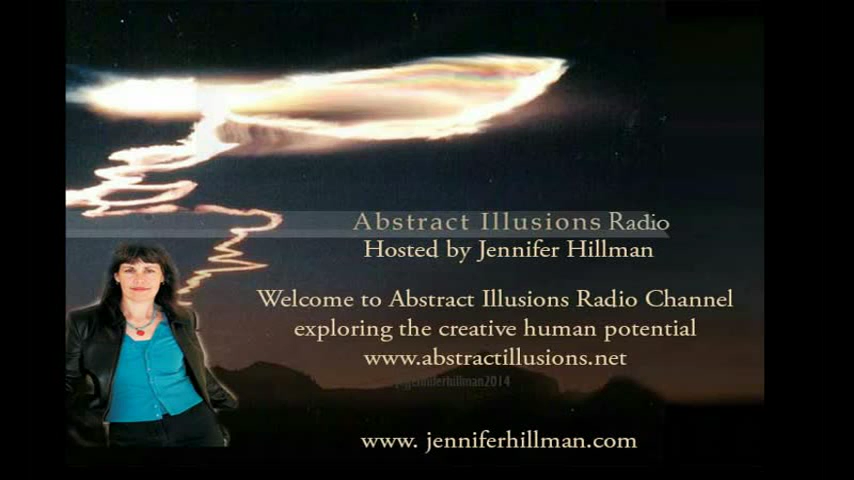 Abstract Illusions Radio
Hosted by Jennifer Hillman
Welcome to Abstract Illusions Radio Channel
exploring the creative human potential
www.abstractillusions.net
jenniferhillman2014
www. jenniferhillman.com